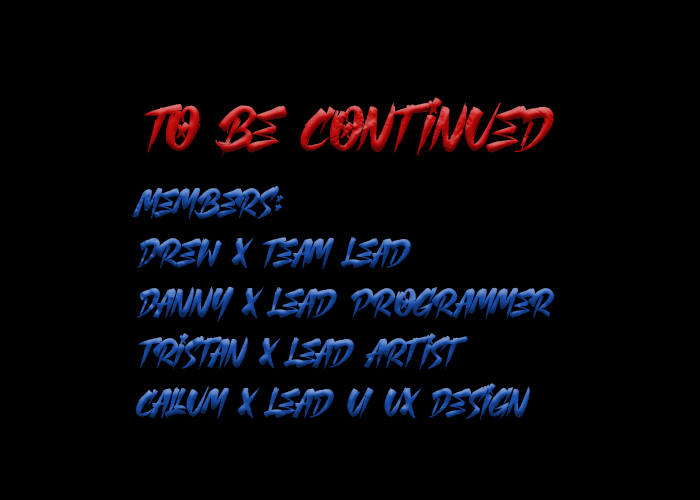 TO BE CONTINUED
MEMBERS:
DREW X TEAM LEAD
DANNY X LEAD PROGRAMMER
TRISTAN X LEAD ARTIST
CALLUM X LEAD UI UX DESIGN